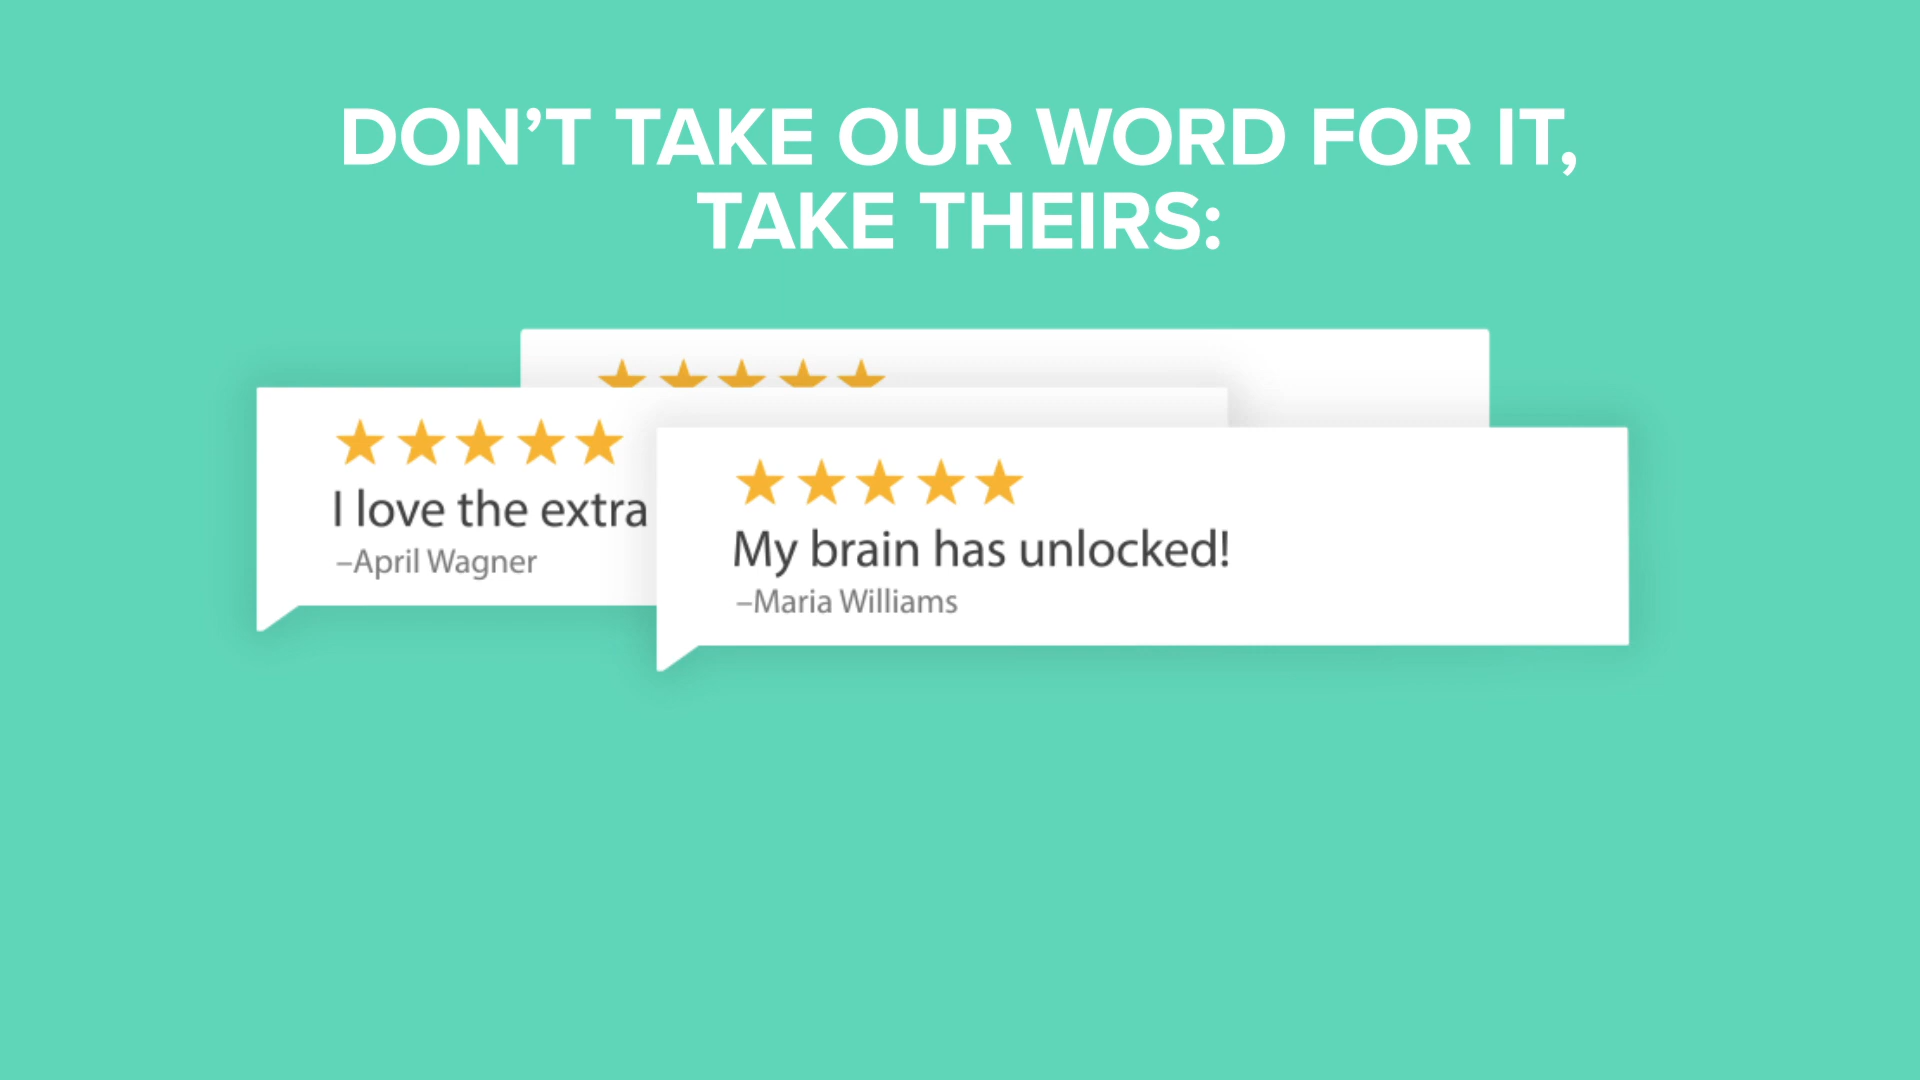 DON’T TAKE OUR WORD FOR IT,
TAKE THEIRS:
I love the extra
–April Wagner
My brain has unlocked!
–Maria Williams